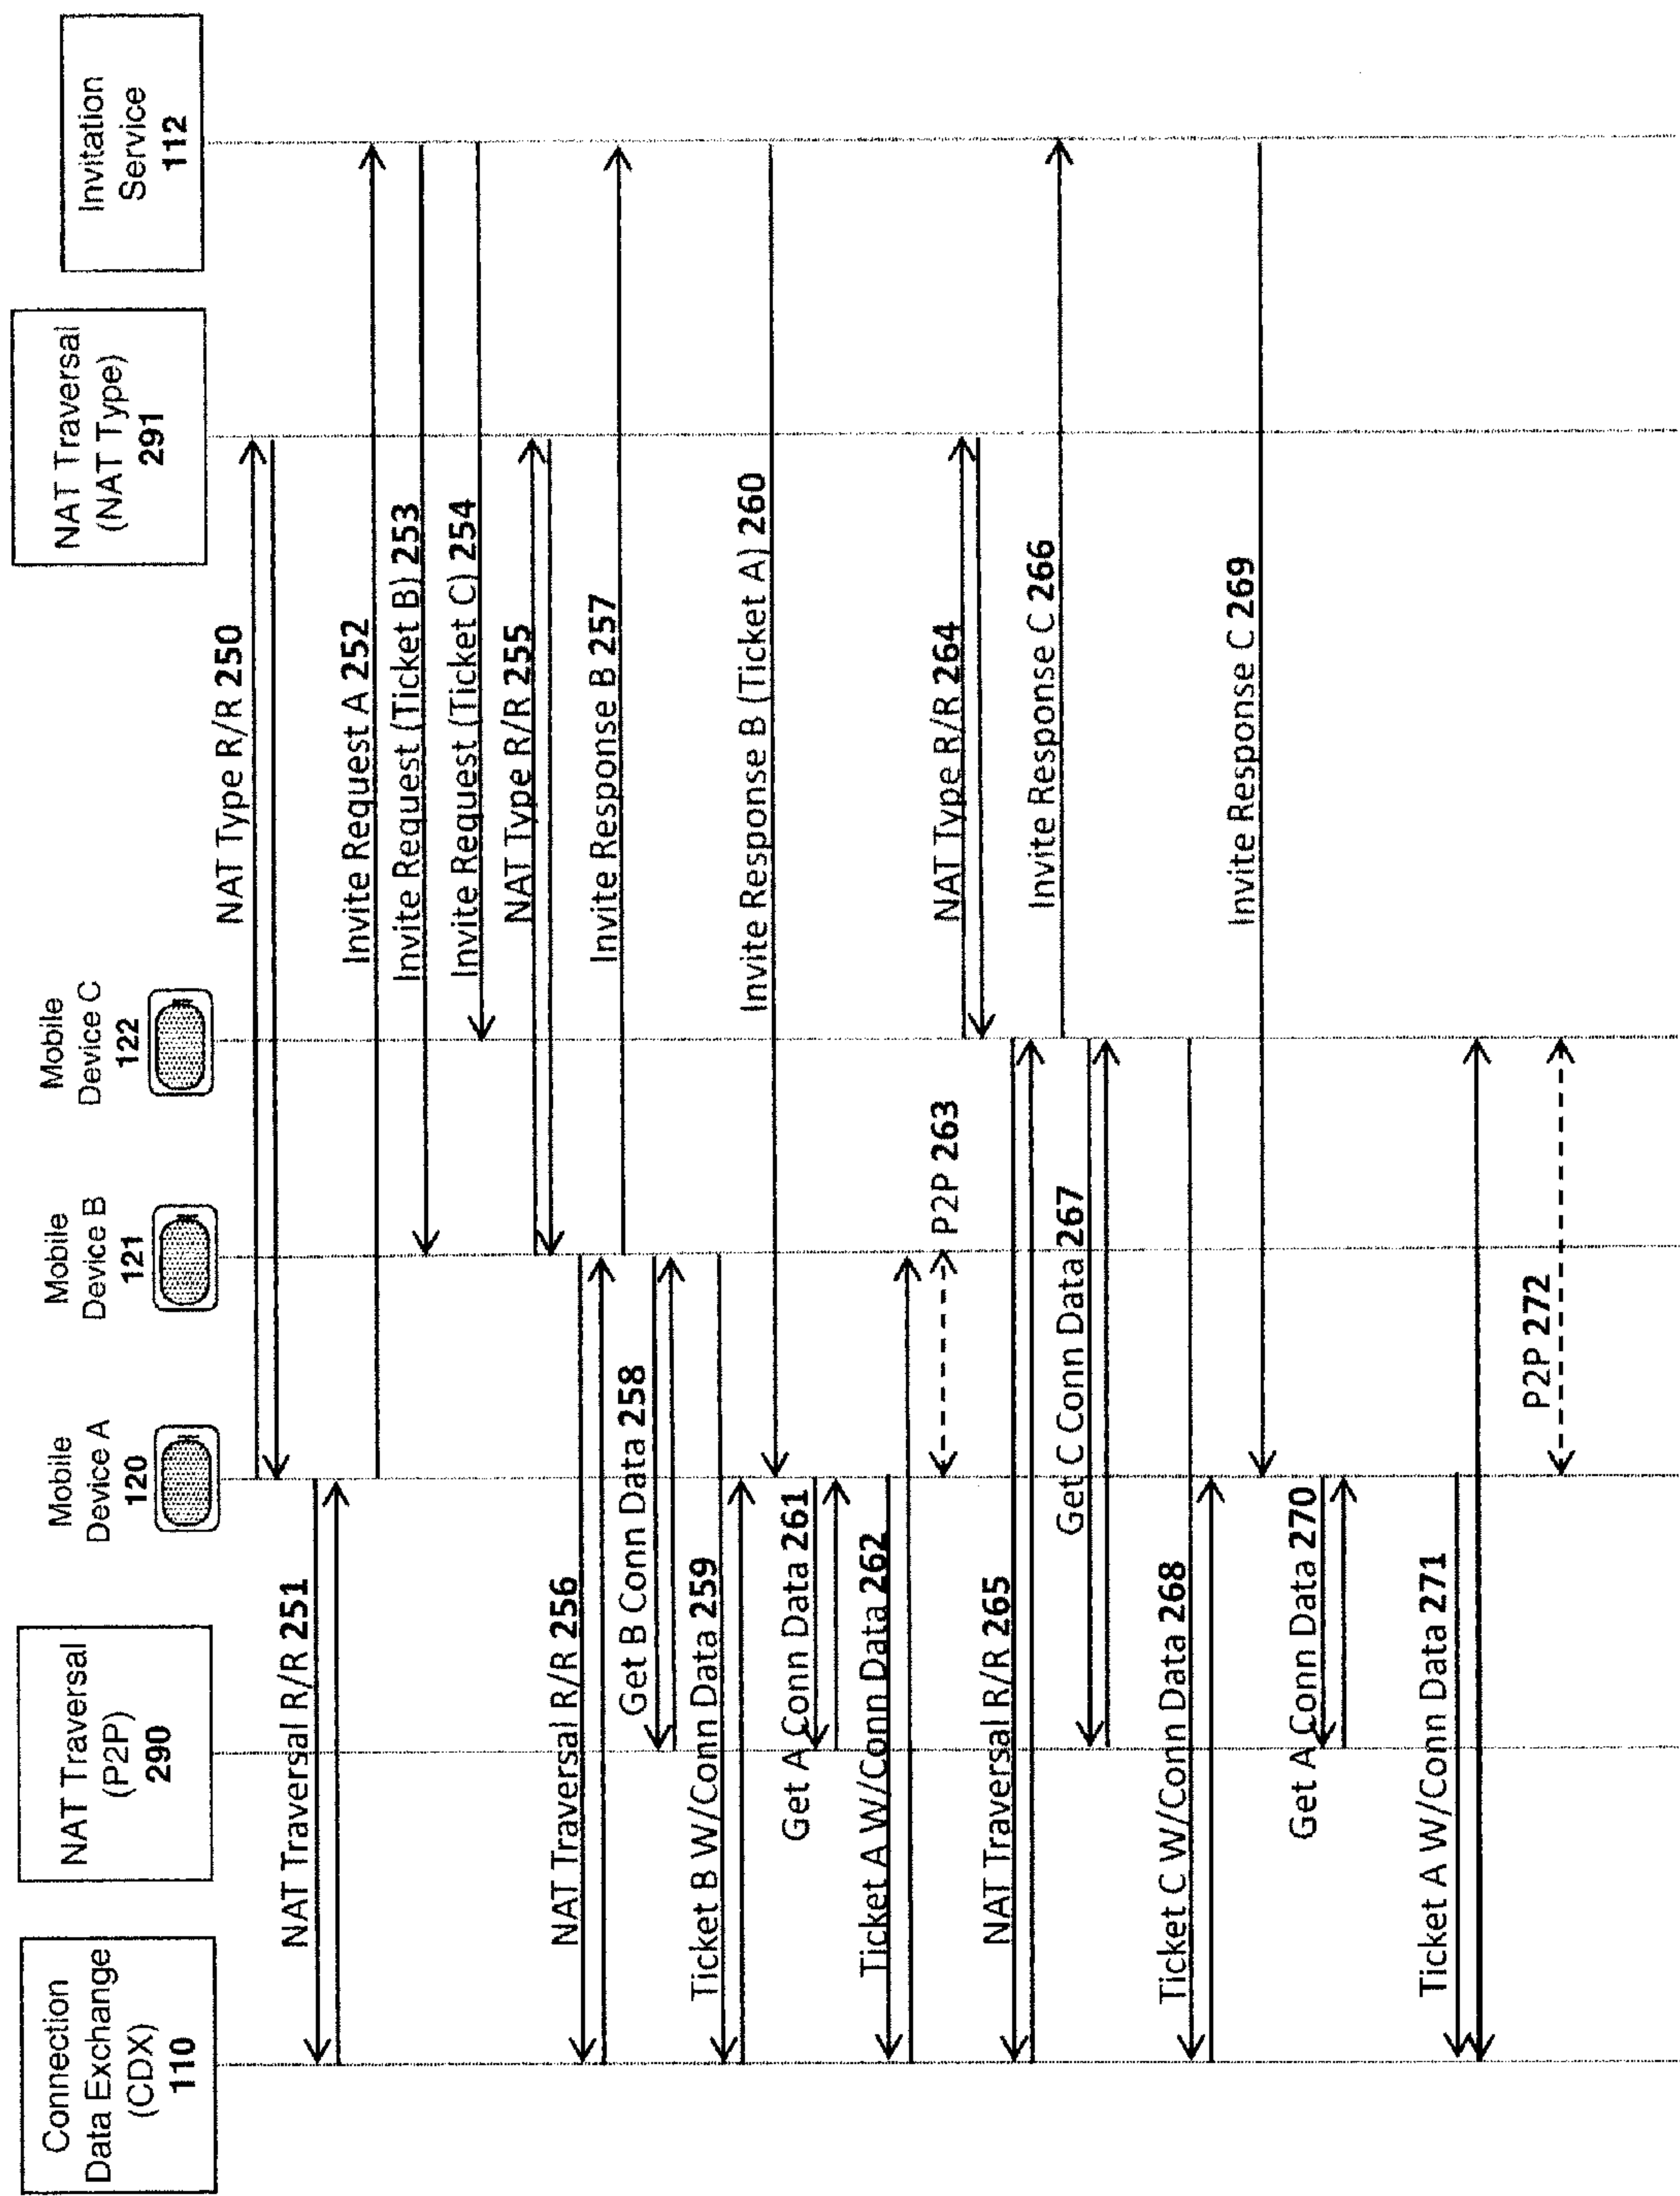 Connection
Data Exchange
(CDX)
110
NAT Traversal
(P2P)
290
Mobile
Device A
120
Mobile
Device B
121
Mobile
Device C
122
NAT Traversal
(NAT Type)
291
Invitation
Service
112
NAT Type R/R 250
NAT Traversal R/R 251
Invite Request A 252
Invite Request (Ticket B) 253
Invite Request (Ticket C) 254
NAT Type R/R 255
NAT Traversal R/R 256
Invite Response B 257
Get B Conn Data 258
Ticket B W/Conn Data 259
Invite Response B (Ticket A) 260
Get A Conn Data 261
Ticket A W/Conn Data 262
P2P 263
NAT Type R/R 264
NAT Traversal R/R 265
Invite Response C 266
Get C Conn Data 267
Ticket C W/Conn Data 268
Invite Response C 269
Get A Conn Data 270
Ticket A W/Conn Data 271
P2P 272